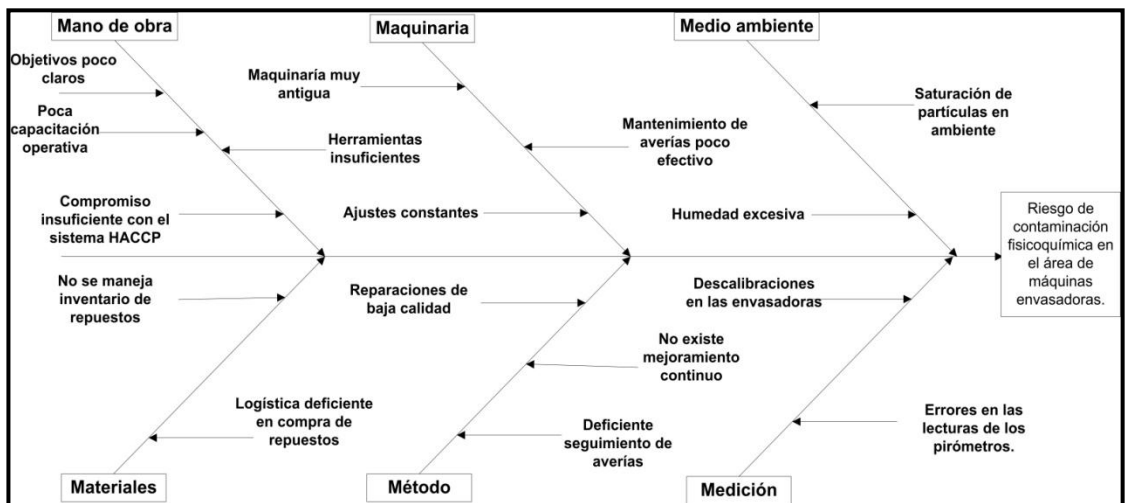 Mano de obra
Objetivos poco
claros
Poca
capacitación
operativa
Herramientas
insuficientes
Compromiso
insuficiente con el
sistema HACCP
Maquinaria
Maquinaría muy
antigua
Mantenimiento de
averías poco
efectivo
Ajustes constantes
Medio ambiente
Saturación de
partículas en
ambiente
Humedad excesiva
Riesgo de
contaminación
fisicoquímica en
el área de
máquinas
envasadoras.
No se maneja
inventario de
repuestos
Logística deficiente
en compra de
repuestos
Materiales
Reparaciones de
baja calidad
No existe
mejoramiento
continuo
Deficiente
seguimiento de
averías
Método
Descalibraciones
en las envasadoras
Errores en las
lecturas de los
pirómetros.
Medición